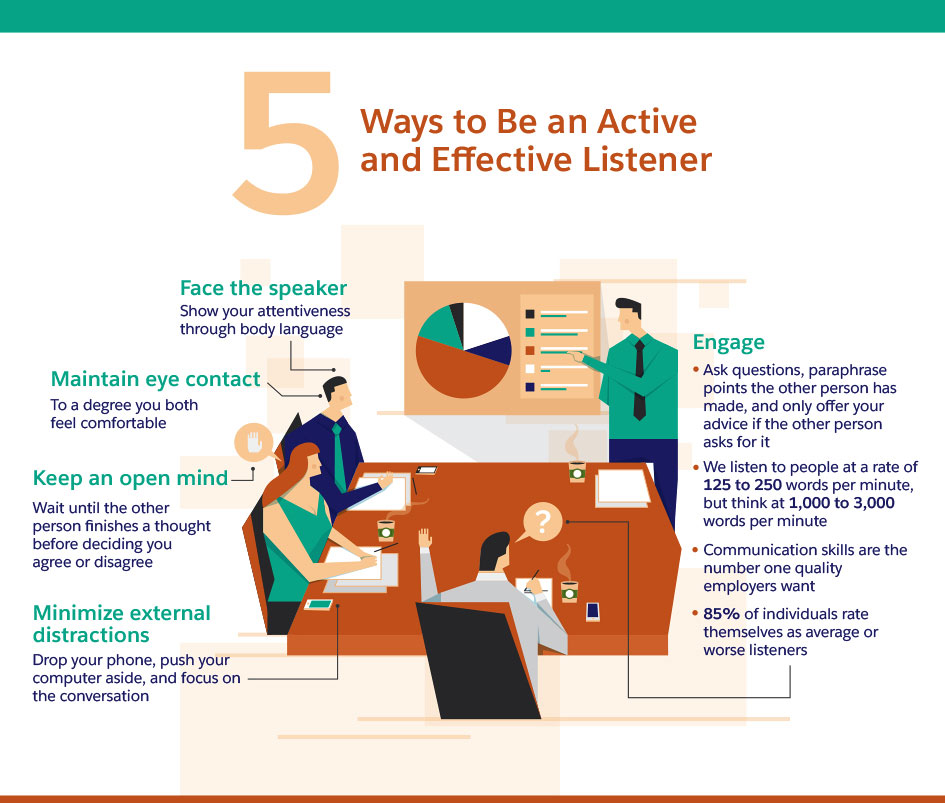 5
Ways to Be an Active
and Effective Listener
Face the speaker
Show your attentiveness
through body language
Maintain eye contact
To a degree you both
feel comfortable
Keep an open mind
Wait until the other
person finishes a thought
before deciding you
agree or disagree
Minimize external
distractions
Drop your phone, push your
computer aside, and focus on
the conversation
?
Engage
• Ask questions, paraphrase
points the other person has
made, and only offer your
advice if the other person
asks for it
• We listen to people at a rate of
125 to 250 words per minute,
but think at 1,000 to 3,000
words per minute
• Communication skills are the
number one quality
employers want
• 85% of individuals rate
themselves as average or
worse listeners